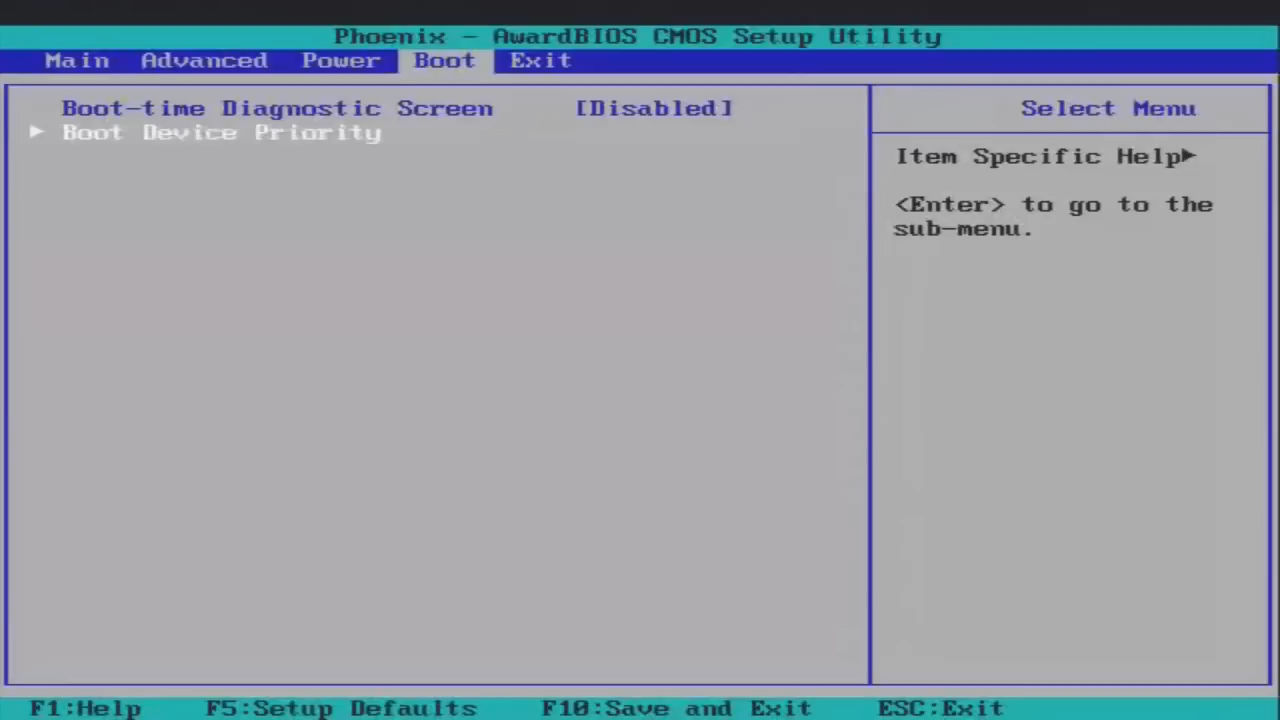 Phoenix - AwardBIOS CMOS Setup Utility
Main Advanced Power Boot Exit
Boot-time Diagnostic Screen [Disabled]
Boot Device Priority
Select Menu
Item Specific Help
<Enter> to go to the
sub-menu.
F1:Help F5:Setup Defaults F10:Save and Exit ESC:Exit